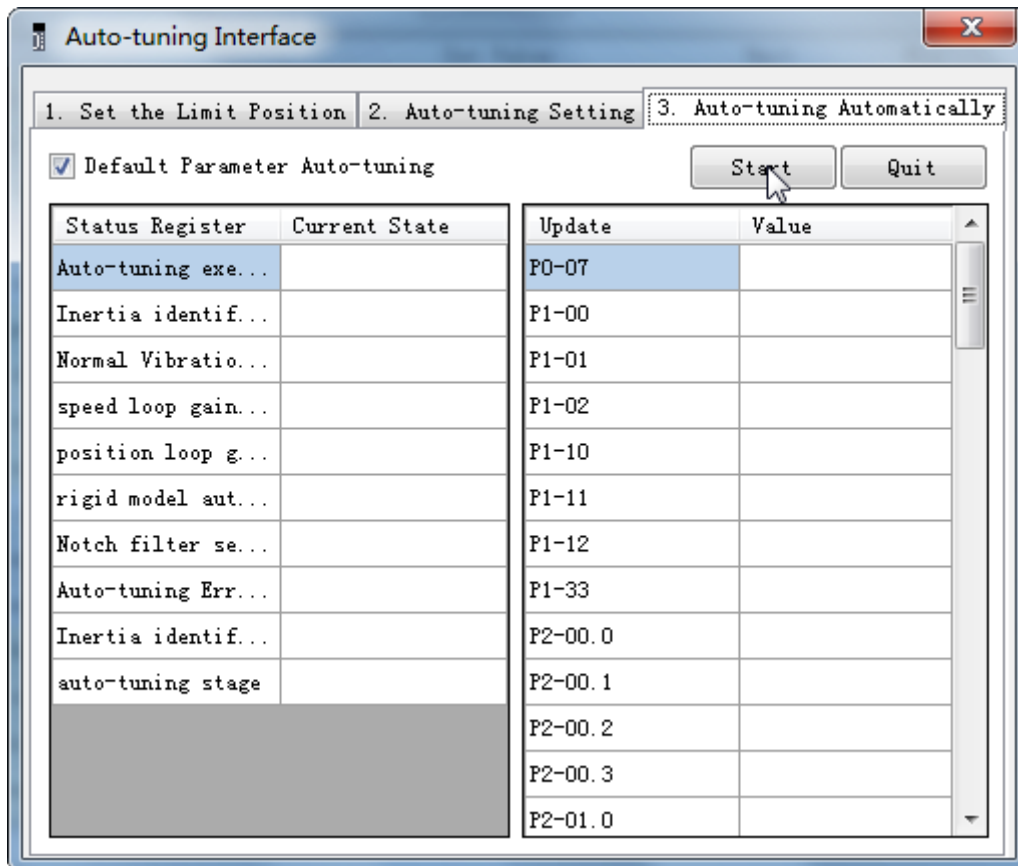 Auto-tuning Interface
1. Set the Limit Position 2. Auto-tuning Setting 3. Auto-tuning Automatically
Default Parameter Auto-tuning Start Quit
Status Register Current State Update Value
Auto-tuning exe... P0-07
Inertia identif... P1-00
Normal Vibratio... P1-01
speed loop gain... P1-02
position loop g... P1-10
rigid model aut... P1-11
Notch filter se... P1-12
Auto-tuning Err... P1-33
Inertia identif... P2-00.0
auto-tuning stage P2-00.1
P2-00.2
P2-00.3
P2-01.0